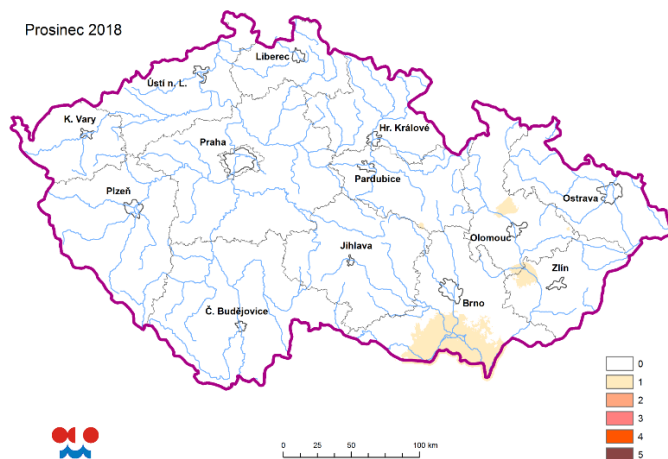 Prosinec 2018
Liberec
Ústí n. L.
K. Vary
Hr. Králové
Praha
Pardubice
Plzeň
Ostrava
Olomouc
Jihlava
Zlín
Brno
Č. Budějovice
0
1
2
3
4
5
0 25 50 100 km